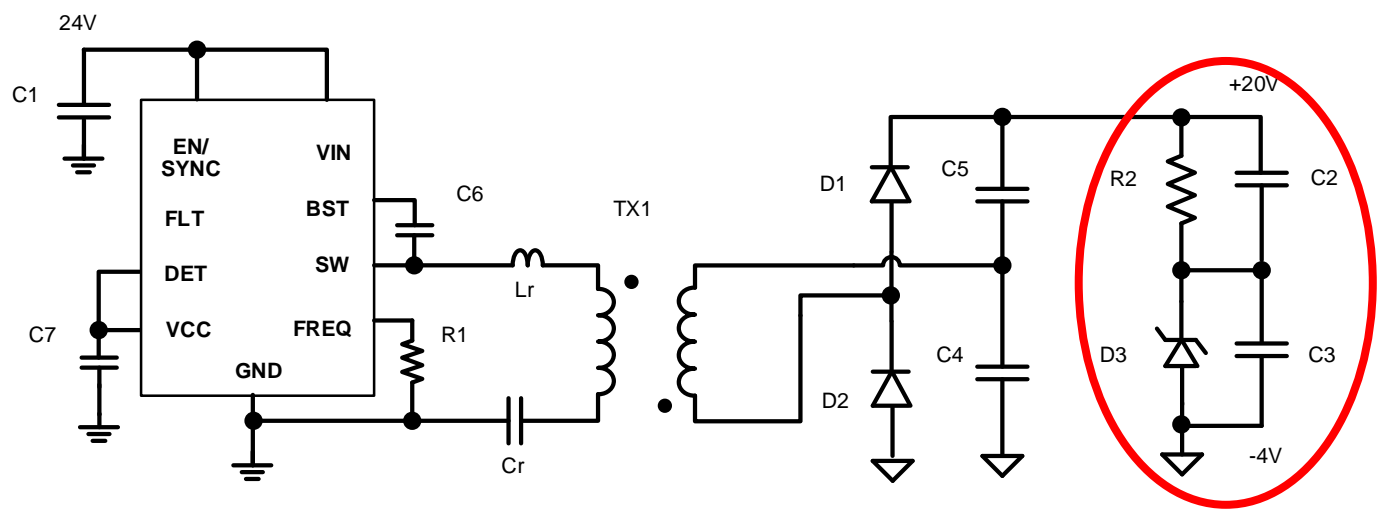 24V
C1
EN/
SYNC
VIN
FLT
BST
C6
DET
SW
Lr
C7
VCC
FREQ
R1
GND
Cr
TX1
D1
C5
D2
C4
+20V
R2
C2
D3
C3
-4V